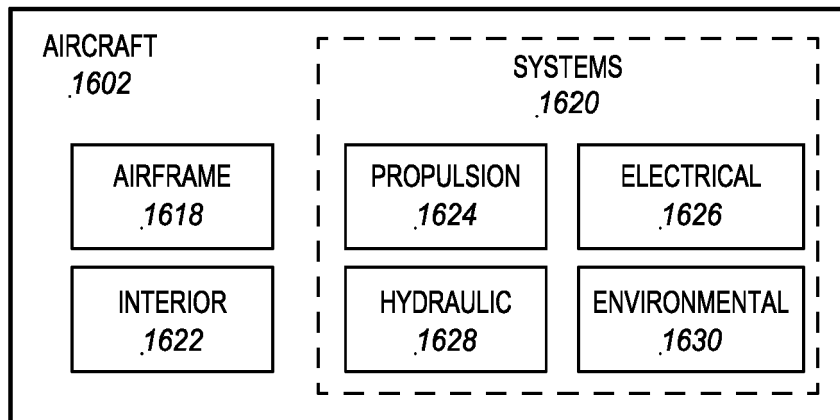 AIRCRAFT
1602
SYSTEMS
1620
AIRFRAME
1618
PROPULSION
1624
ELECTRICAL
1626
INTERIOR
1622
HYDRAULIC
1628
ENVIRONMENTAL
1630